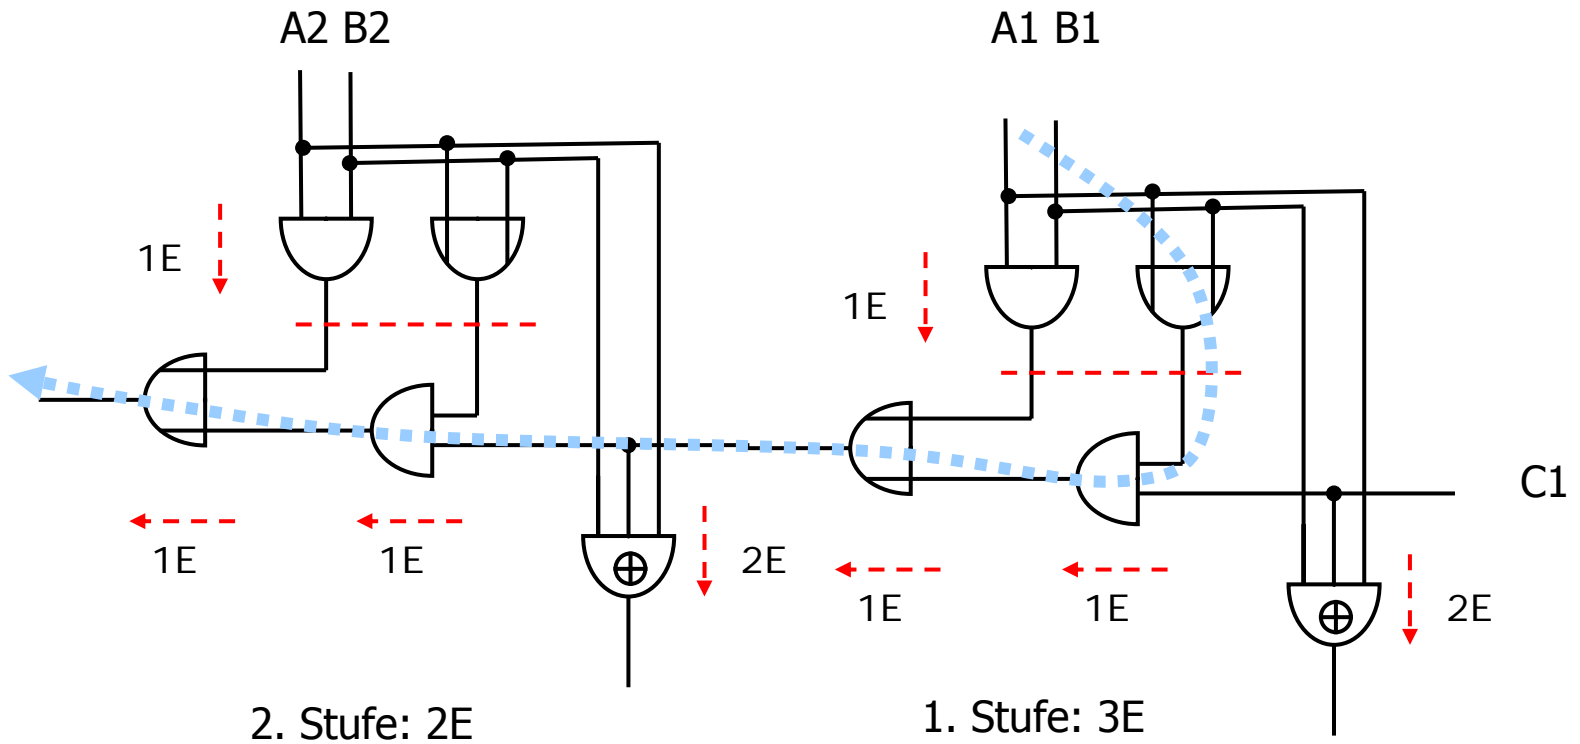 A2 B2
A1 B1
1E
1E
C1
1E
1E
2E
1E
1E
2E
2. Stufe: 2E
1. Stufe: 3E